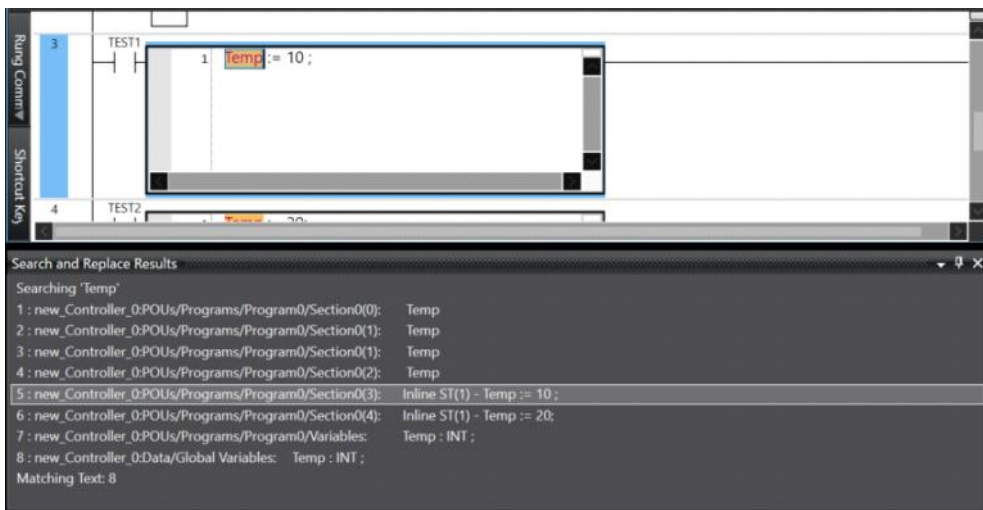 Rung Comm▼
Shortcut Key
3
TEST1
1 Temp := 10 ;
4
TEST2
Search and Replace Results
Searching 'Temp'
1 : new_Controller_0:POUs/Programs/Program0/Section0(0): Temp
2 : new_Controller_0:POUs/Programs/Program0/Section0(1): Temp
3 : new_Controller_0:POUs/Programs/Program0/Section0(1): Temp
4 : new_Controller_0:POUs/Programs/Program0/Section0(2): Temp
5 : new_Controller_0:POUs/Programs/Program0/Section0(3): Inline ST(1) - Temp := 10 ;
6 : new_Controller_0:POUs/Programs/Program0/Section0(4): Inline ST(1) - Temp := 20;
7 : new_Controller_0:POUs/Programs/Program0/Variables: Temp : INT ;
8 : new_Controller_0:Data/Global Variables: Temp : INT ;
Matching Text: 8